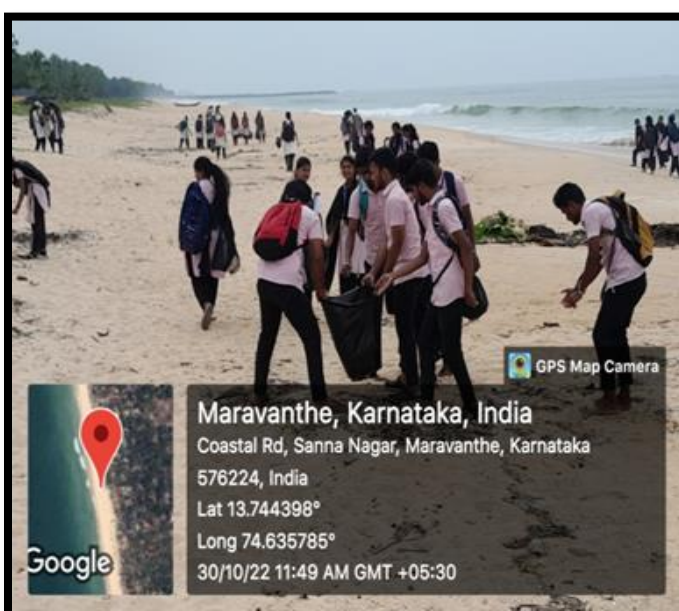 GPS Map Camera
Maravanthe, Karnataka, India
Coastal Rd, Sanna Nagar, Maravanthe, Karnataka
576224, India
Lat 13.744398°
Long 74.635785°
30/10/22 11:49 AM GMT +05:30
Google